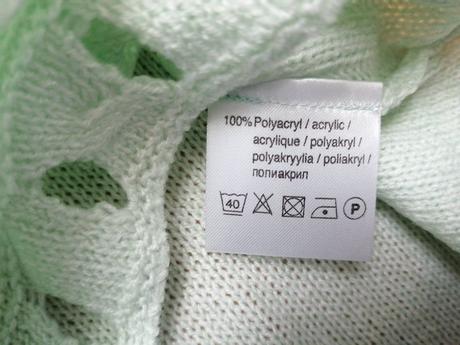 100% Polyacryl / acrylic /
acrylique / polyakryl /
polyakryylia / poliakryl /
полиакрил
40 P